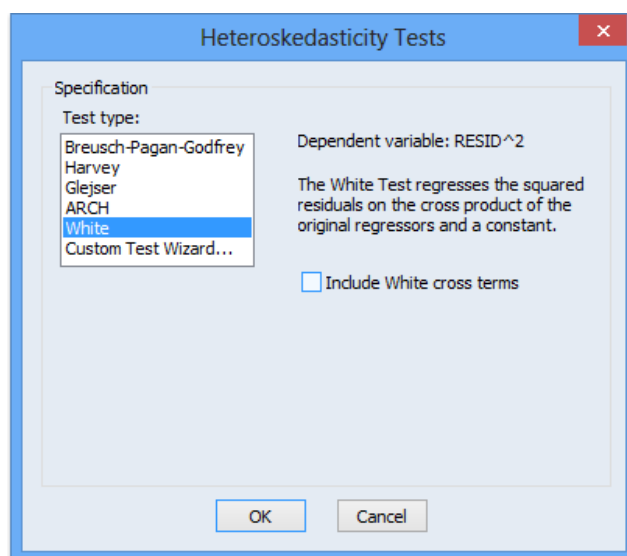 Heteroskedasticity Tests
Specification
Test type:
Breusch-Pagan-Godfrey
Harvey
Glejser
ARCH
White
Custom Test Wizard...
Dependent variable: RESID^2
The White Test regresses the squared
residuals on the cross product of the
original regressors and a constant.
Include White cross terms
OK
Cancel